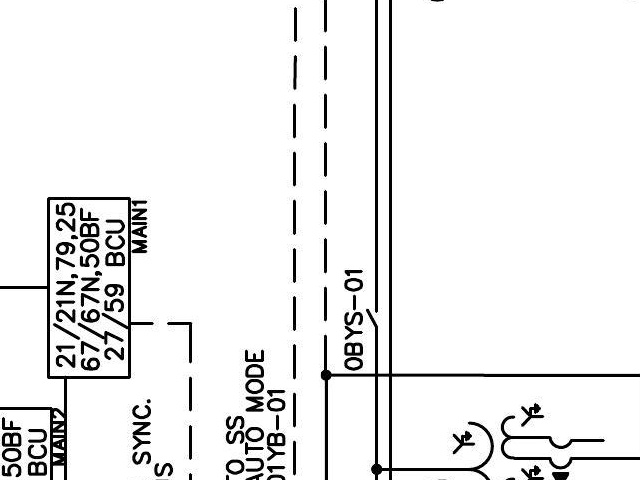 21/21N,79,25
67/67N,50BF
27/59 BCU
MAIN1
50BF
BCU
MAIN2
SYNC.
TO SS
AUTO MODE
01YB-01
0BYS-01